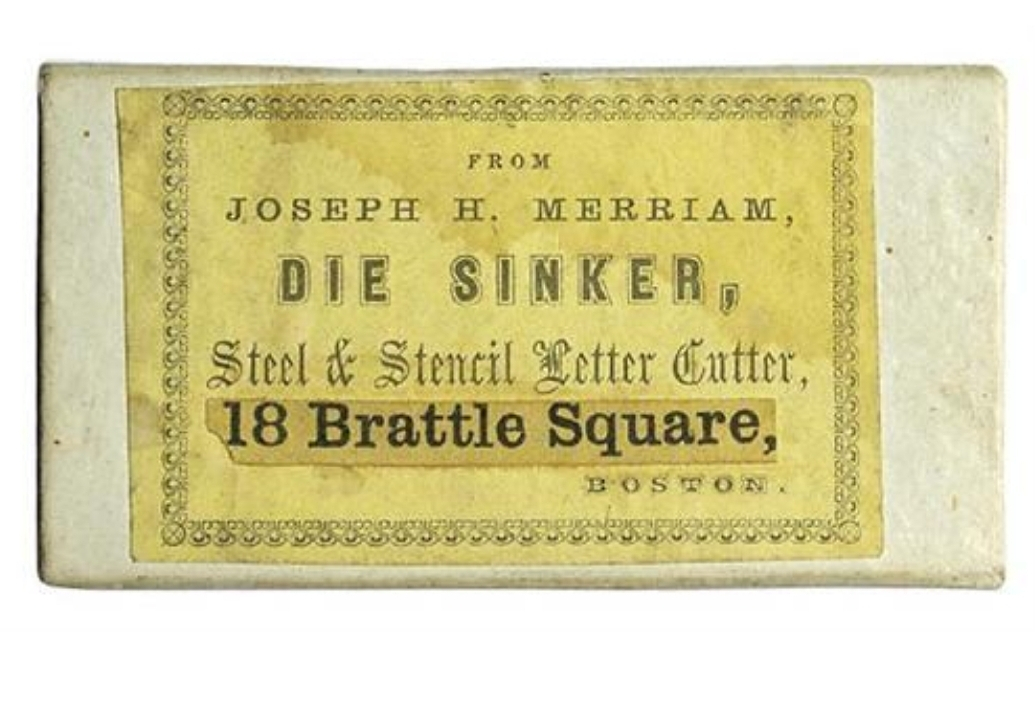 FROM
JOSEPH H. MERRIAM,
DIE SINKER,
Steel & Stencil Letter Cutter,
18 Brattle Square,
BOSTON.